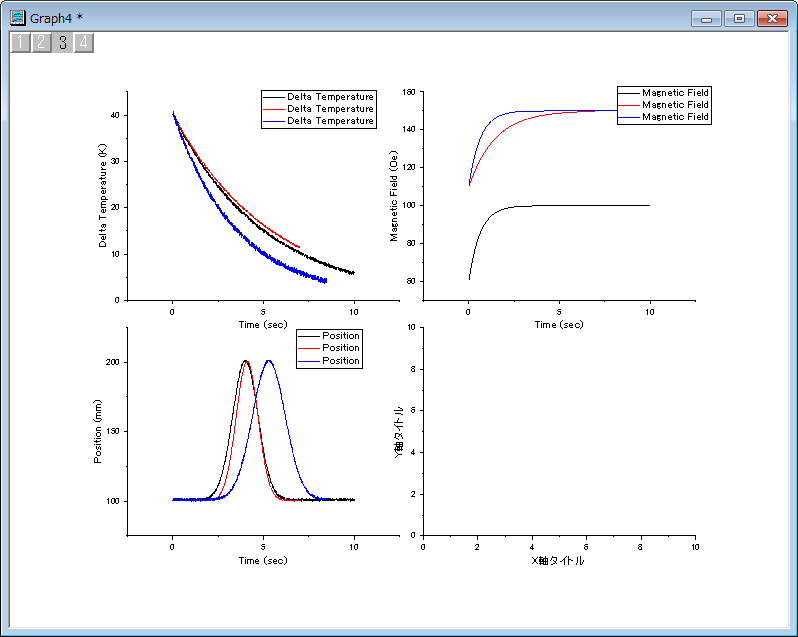 Graph4 *
1 2 3 4
Delta Temperature
Delta Temperature
Delta Temperature
Delta Temperature (K)
40
30
20
10
0
0 5 10
Time (sec)
Magnetic Field
Magnetic Field
Magnetic Field
Magnetic Field (Oe)
160
140
120
100
80
60
0 5 10
Time (sec)
Position
Position
Position
Position (mm)
200
150
100
0 5 10
Time (sec)
Y軸タイトル
10
8
6
4
2
0
0 2 4 6 8 10
X軸タイトル